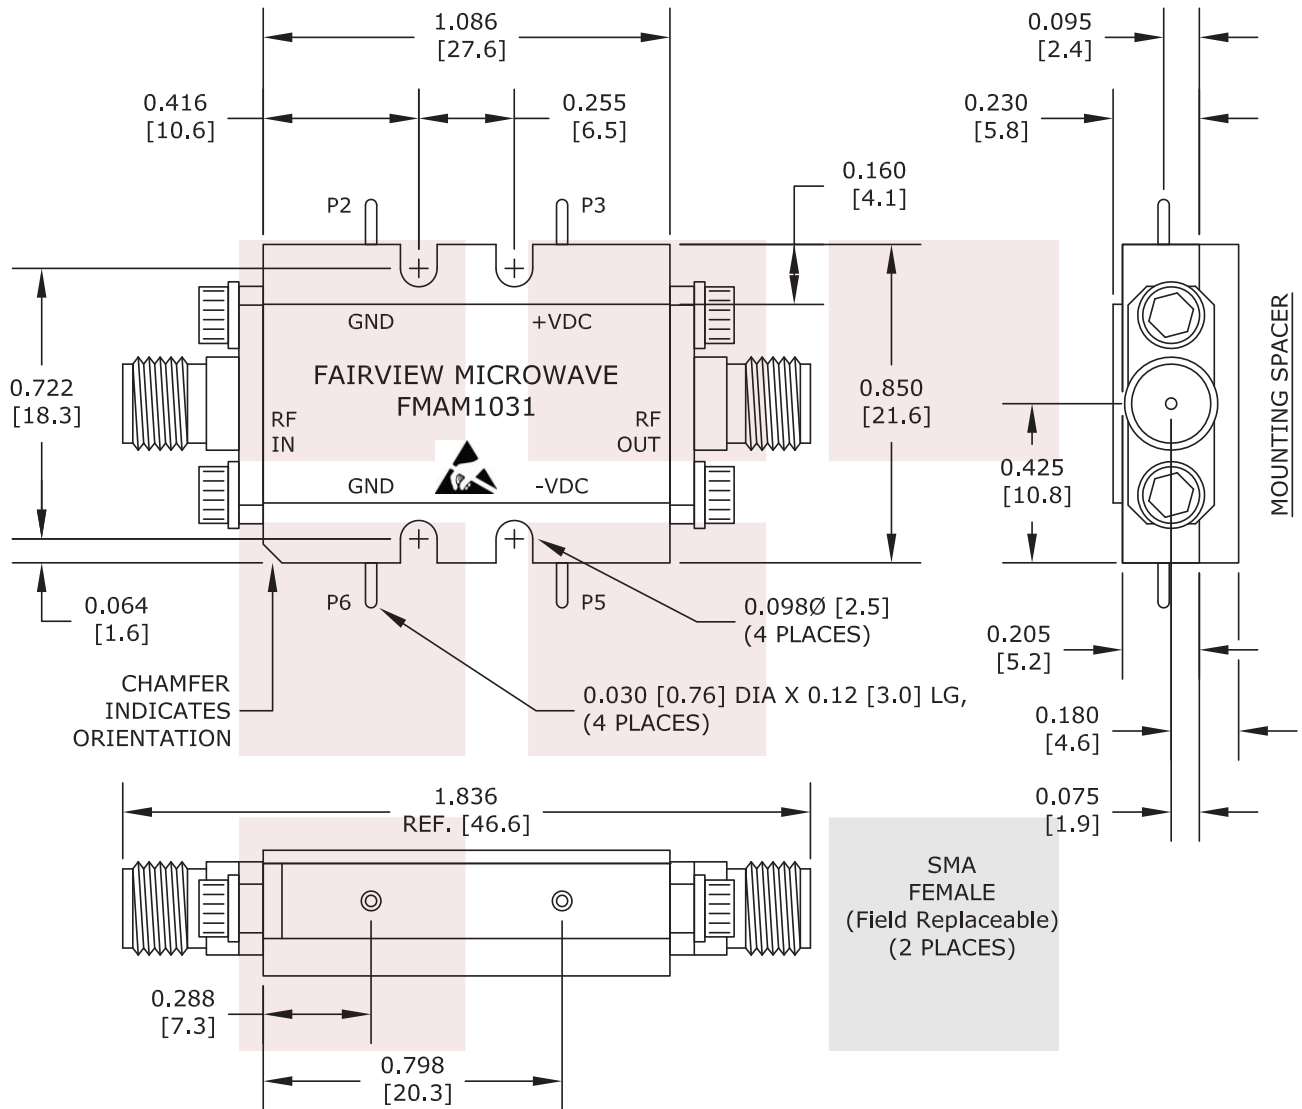 1.086
[27.6]
0.095
[2.4]
0.416
[10.6]
0.255
[6.5]
0.230
[5.8]
0.160
[4.1]
P2
P3
GND
+VDC
0.722
[18.3]
FAIRVIEW MICROWAVE
FMAM1031
RF
IN
RF
OUT
0.850
[21.6]
MOUNTING SPACER
0.425
[10.8]
GND
-VDC
0.064
[1.6]
P6
P5
0.098Ø [2.5]
(4 PLACES)
0.205
[5.2]
CHAMFER
INDICATES
ORIENTATION
0.030 [0.76] DIA X 0.12 [3.0] LG,
(4 PLACES)
0.180
[4.6]
1.836
REF. [46.6]
0.075
[1.9]
SMA
FEMALE
(Field Replaceable)
(2 PLACES)
0.288
[7.3]
0.798
[20.3]